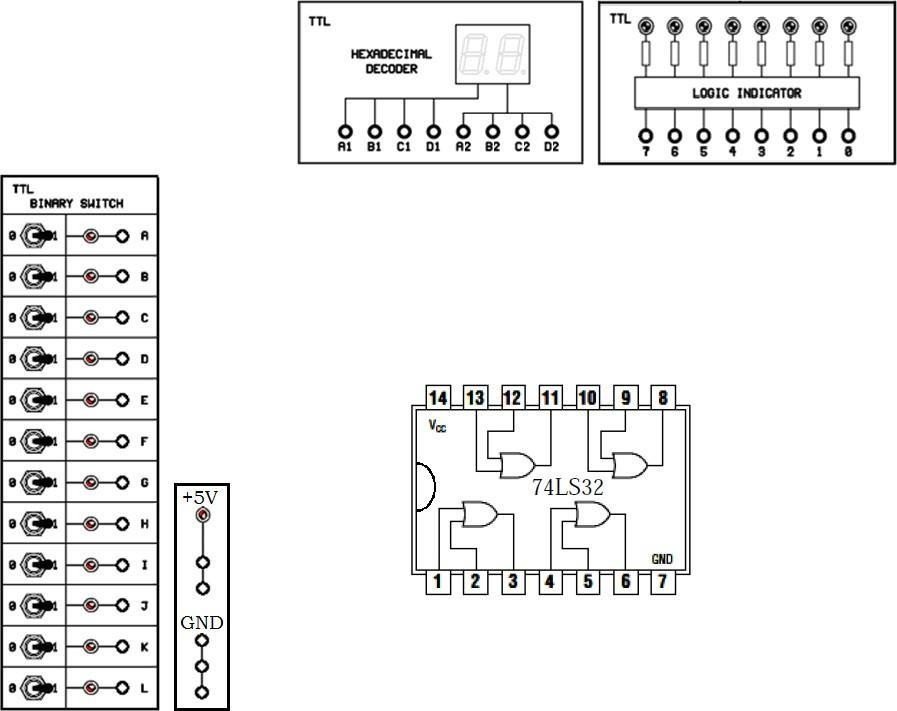 TTL
HEXADECIMAL
DECODER
A1 B1 C1 D1 A2 B2 C2 D2
TTL
LOGIC INDICATOR
7 6 5 4 3 2 1 0
TTL
BINARY SWITCH
0 1 A
0 1 B
0 1 C
0 1 D
0 1 E
0 1 F
0 1 G
0 1 H
0 1 I
0 1 J
0 1 K
0 1 L
+5V
GND
14 13 12 11 10 9 8
VCC
74LS32
GND
1 2 3 4 5 6 7